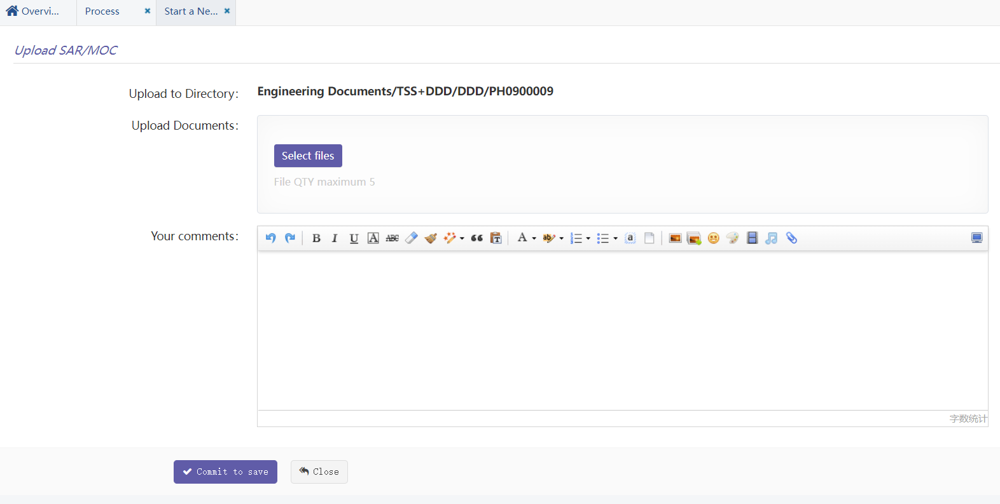 Overvi... Process Start a Ne...
Upload SAR/MOC
Upload to Directory: Engineering Documents/TSS+DDD/DDD/PH0900009
Upload Documents:
Select files
File QTY maximum 5
Your comments:
字数统计
Commit to save Close